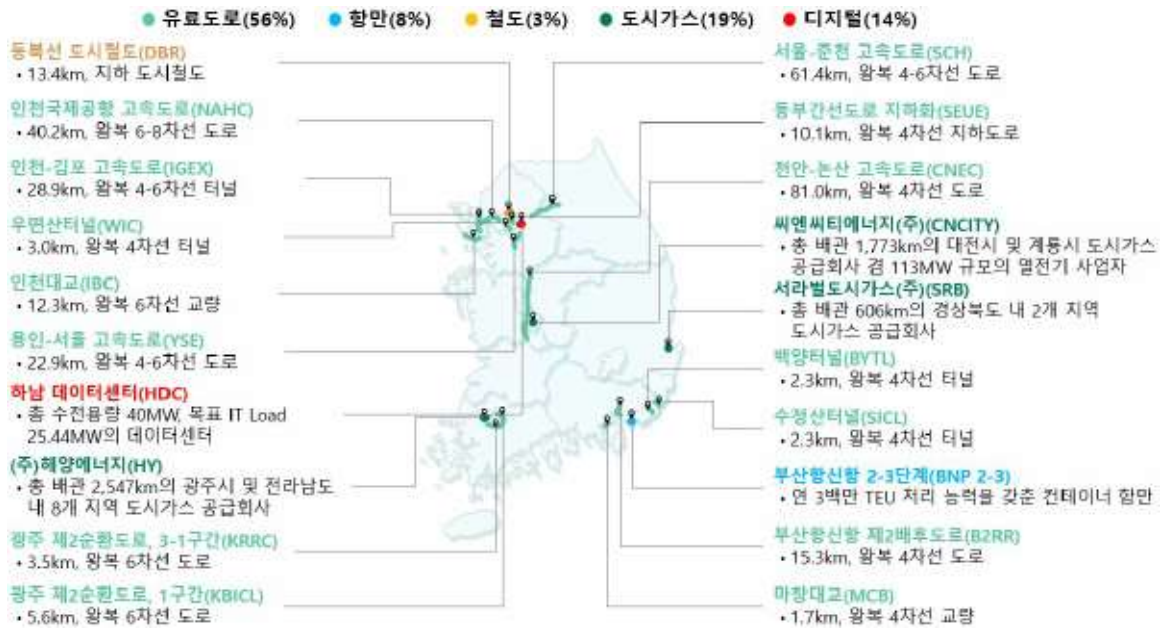 유료도로(56%) 항만(8%) 철도(3%) 도시가스(19%) 디지털(14%)
동북선 도시철도(DBR)
• 13.4km, 지하 도시철도
인천국제공항 고속도로(NAHC)
• 40.2km, 왕복 6-8차선 도로
인천-김포 고속도로(IGEX)
• 28.9km, 왕복 4-6차선 터널
우면산터널(WIC)
• 3.0km, 왕복 4차선 터널
인천대교(IBC)
• 12.3km, 왕복 6차선 교량
용인-서울 고속도로(YSE)
• 22.9km, 왕복 4-6차선 도로
하남 데이터센터(HDC)
• 총 수전용량 40MW, 목표 IT Load
25.44MW의 데이터센터
(주)해양에너지(HY)
• 총 배관 2,547km의 광주시 및 전라남도
내 8개 지역 도시가스 공급회사
광주 제2순환도로, 3-1구간(KRRC)
• 3.5km, 왕복 6차선 도로
광주 제2순환도로, 1구간(KBICL)
• 5.6km, 왕복 6차선 도로
서울-춘천 고속도로(SCH)
• 61.4km, 왕복 4-6차선 도로
동부간선도로 지하화(SEUE)
• 10.1km, 왕복 4차선 지하도로
천안-논산 고속도로(CNEC)
• 81.0km, 왕복 4차선 도로
씨엔씨티에너지(주)(CNCITY)
• 총 배관 1,773km의 대전시 및 계룡시 도시가스
공급회사 겸 113MW 규모의 열전기 사업자
서라벌도시가스(주)(SRB)
• 총 배관 606km의 경상북도 내 2개 지역
도시가스 공급회사
백양터널(BYTL)
• 2.3km, 왕복 4차선 터널
수정산터널(SICL)
• 2.3km, 왕복 4차선 터널
부산항신항 2-3단계(BNP 2-3)
• 연 3백만 TEU 처리 능력을 갖춘 컨테이너 항만
부산항신항 제2배후도로(B2RR)
• 15.3km, 왕복 4차선 도로
마창대교(MCB)
• 1.7km, 왕복 4차선 교량